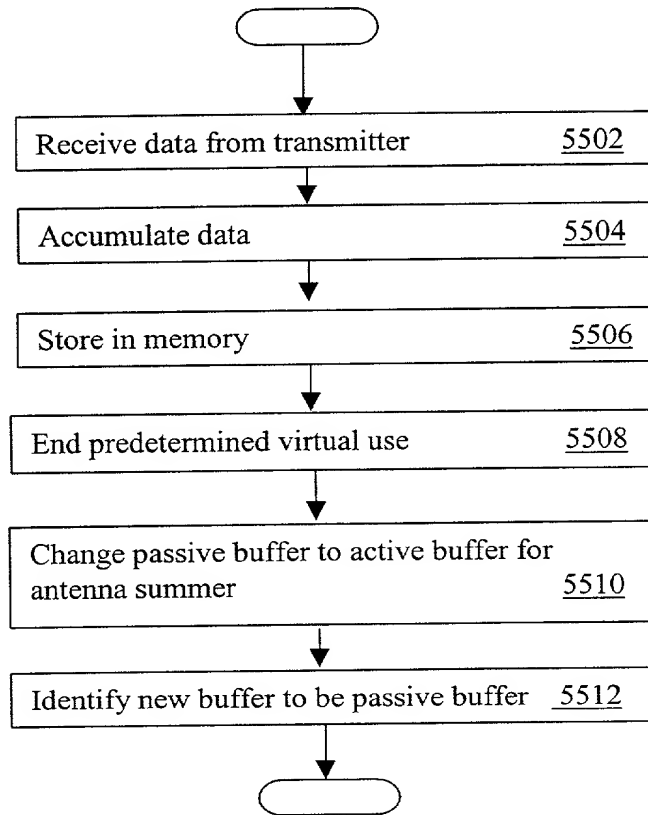 Receive data from transmitter 5502
Accumulate data 5504
Store in memory 5506
End predetermined virtual use 5508
Change passive buffer to active buffer for
antenna summer 5510
Identify new buffer to be passive buffer 5512